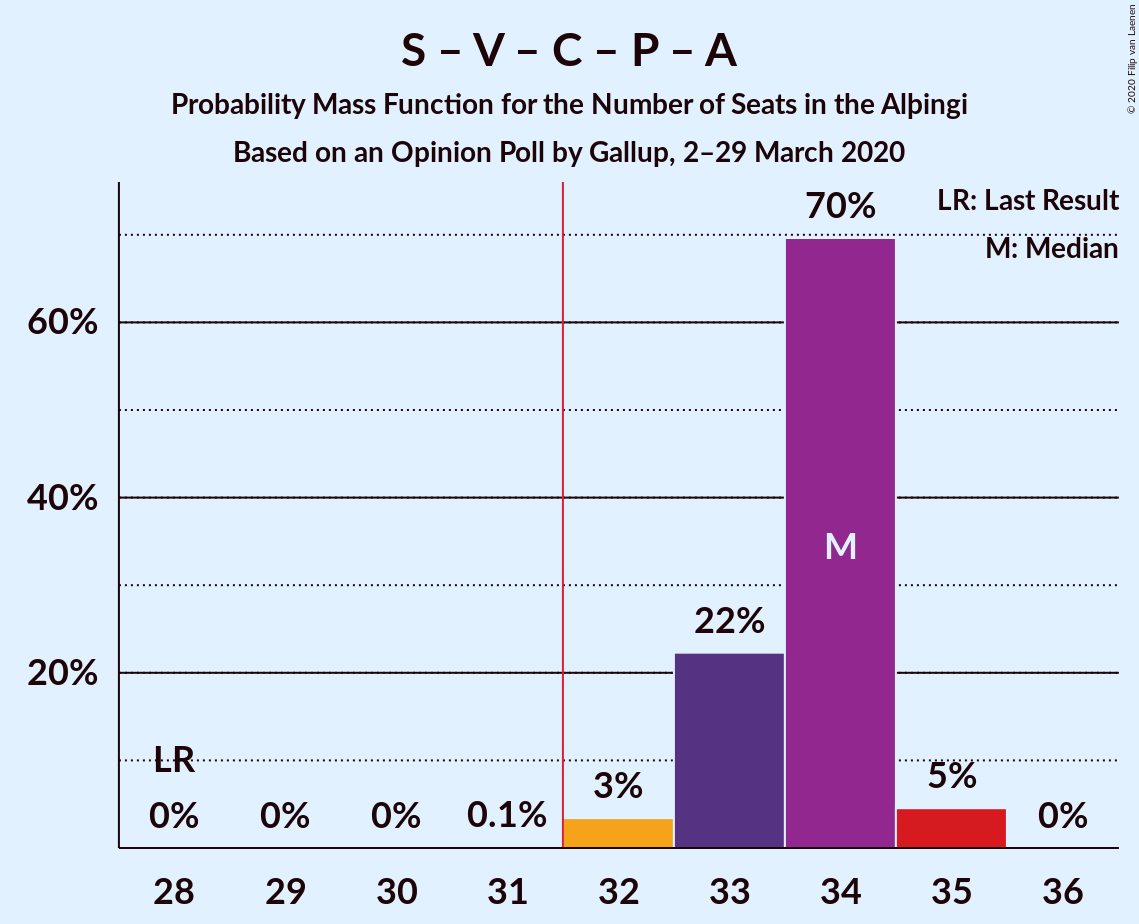 S – V – C – P – A
Probability Mass Function for the Number of Seats in the Alþingi
Based on an Opinion Poll by Gallup, 2–29 March 2020
© 2020 Filip van Laenen
LR: Last Result
M: Median
70%
60%
40%
M
22%
20%
LR
0%
0%
0%
0.1%
3%
5%
0%
28 29 30 31 32 33 34 35 36